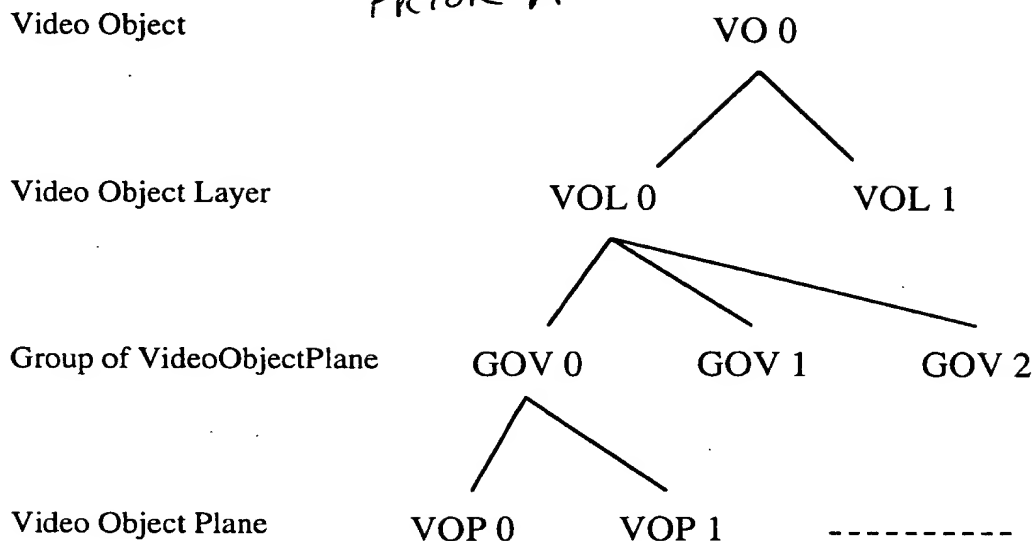 PRIOR A
Video Object VO 0
Video Object Layer VOL 0 VOL 1
Group of VideoObjectPlane GOV 0 GOV 1 GOV 2
Video Object Plane VOP 0 VOP 1 ----------